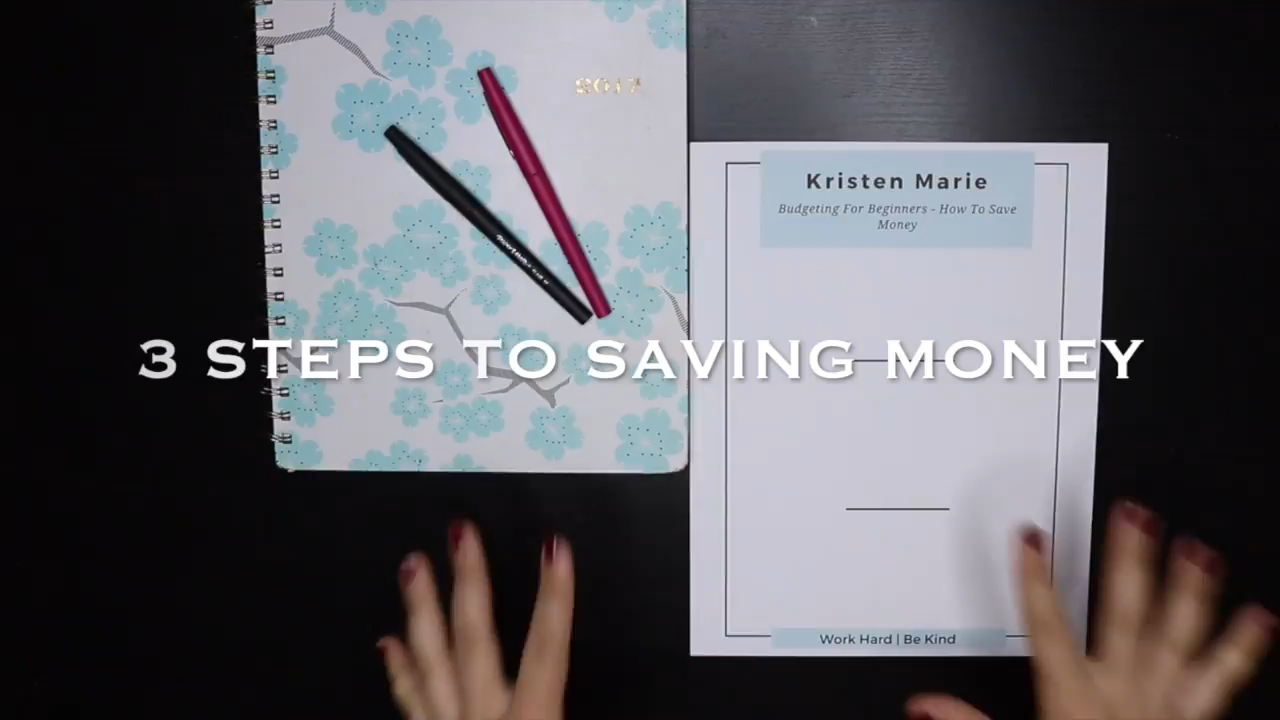 2017
Kristen Marie
Budgeting For Beginners - How To Save
Money
3 STEPS TO SAVING MONEY
Work Hard | Be Kind